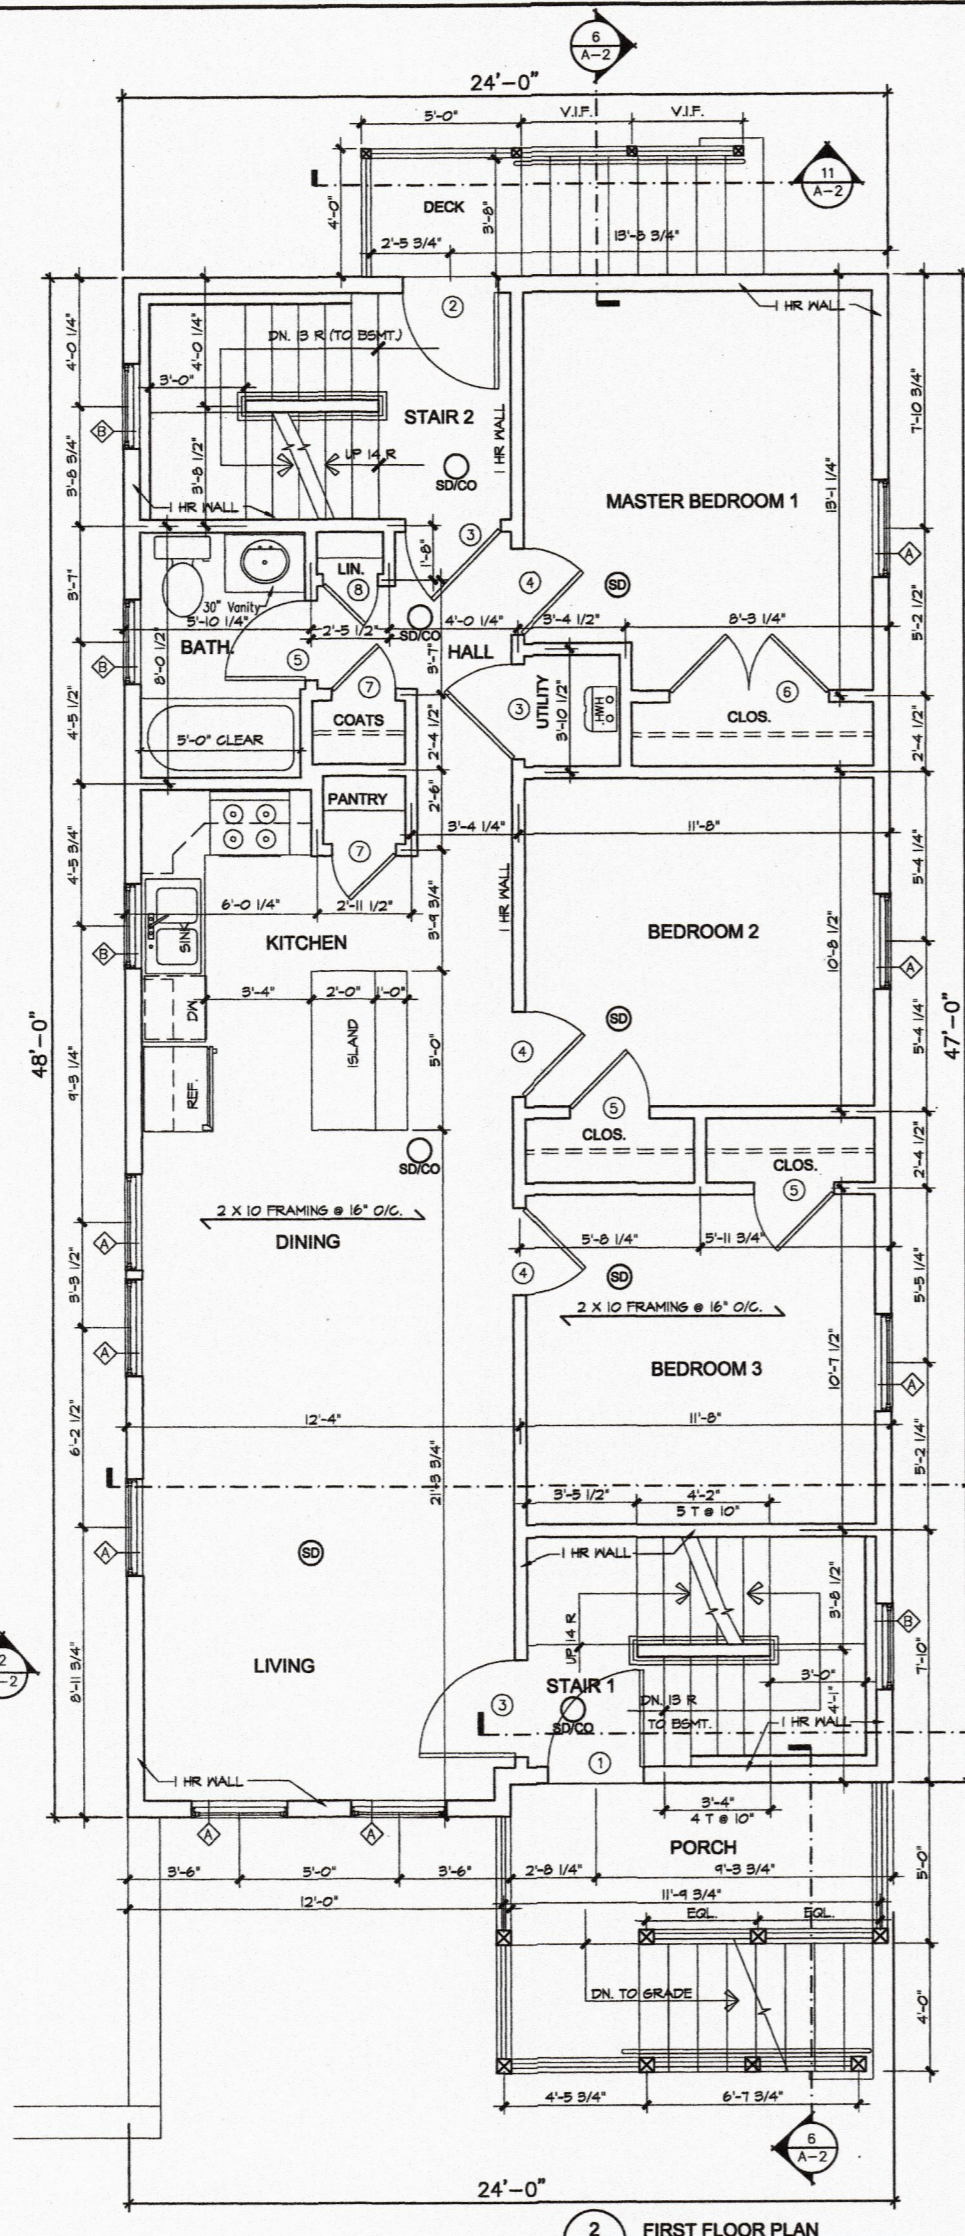 6
A-2
24'-0"
5'-0"
V.I.F.
V.I.F.
11
A-2
4'-0"
DECK
3'-8"
2'-5 3/4"
13'-8 3/4"
2
1 HR WALL
4'-0 1/4"
4'-0 1/4"
DN. 13 R (TO BSMT.)
3'-0"
STAIR 2
1 HR WALL
7'-10 3/4"
B
3'-8 3/4"
3'-8 1/2"
UP 14 R
SD/CO
MASTER BEDROOM 1
13'-1 1/4"
1 HR WALL
3
A
LIN.
1'-8"
4
SD
3'-7"
8
30" Vanity
5'-10 1/4"
2'-5 1/2"
SD/CO
4'-0 1/4"
3'-4 1/2"
8'-3 1/4"
5'-2 1/2"
BATH.
8'-0 1/2"
HALL
3'-7"
B
5
7
3
UTILITY
3'-10 1/2"
HWH
6
4'-5 1/2"
COATS
CLOS.
5'-0" CLEAR
2'-4 1/2"
2'-4 1/2"
PANTRY
2'-6"
3'-4 1/4"
11'-8"
7
4'-5 3/4"
5'-4 1/4"
6'-0 1/4"
2'-11 1/2"
3'-9 3/4"
1 HR WALL
SINK
KITCHEN
BEDROOM 2
10'-8 1/2"
B
A
3'-4"
2'-0"
1'-0"
DW
SD
48'-0"
47'-0"
ISLAND
5'-0"
4
5'-4 1/4"
9'-3 1/4"
REF.
5
CLOS.
SD/CO
CLOS.
2'-4 1/2"
5
2 X 10 FRAMING @ 16" O/C.
DINING
5'-8 1/4"
5'-11 3/4"
A
4
SD
3'-3 1/2"
2 X 10 FRAMING @ 16" O/C.
5'-5 1/4"
A
BEDROOM 3
10'-7 1/2"
A
12'-4"
11'-8"
6'-2 1/2"
21'-3 3/4"
5'-2 1/4"
3'-5 1/2"
4'-2"
5 T @ 10"
A
SD
1 HR WALL
3'-8 1/2"
B
UP 14 R
7'-10"
2
-2
8'-11 3/4"
LIVING
3'-0"
STAIR 1
3
DN. 13 R
TO BSMT.
4'-1"
SD/CO
1 HR WALL
1
1 HR WALL
3'-4"
4 T @ 10"
A
A
PORCH
3'-6"
5'-0"
3'-6"
2'-8 1/4"
9'-3 3/4"
5'-0"
12'-0"
11'-9 3/4"
EQL.
EQL.
DN. TO GRADE
4'-0"
4'-5 3/4"
6'-7 3/4"
6
A-2
24'-0"
2
FIRST FLOOR PLAN